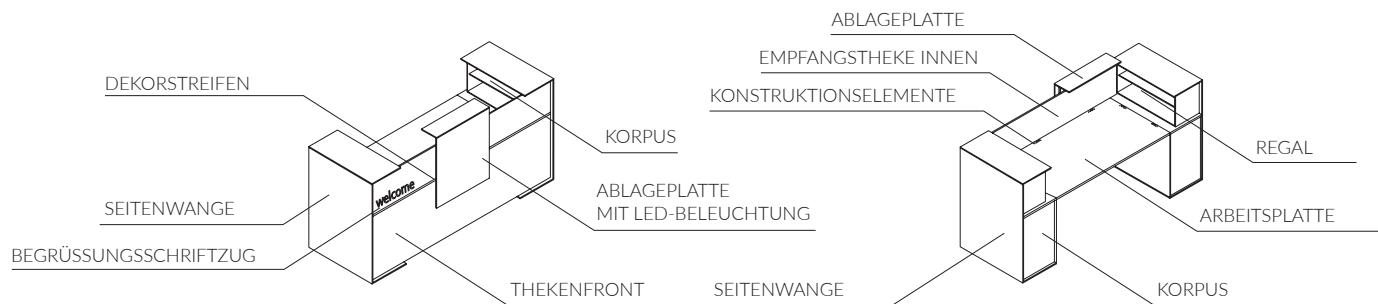 DEKORSTREIFEN
KORPUS
welcome
SEITENWANGE
ABLAGEPLATTE
MIT LED-BELEUCHTUNG
BEGRÜSSUNGSSCHRIFTZUG
THEKENFRONT
ABLAGEPLATTE
EMPFANGSTHEKE INNEN
KONSTRUKTIONSELEMENTE
REGAL
ARBEITSPLATTE
SEITENWANGE
KORPUS